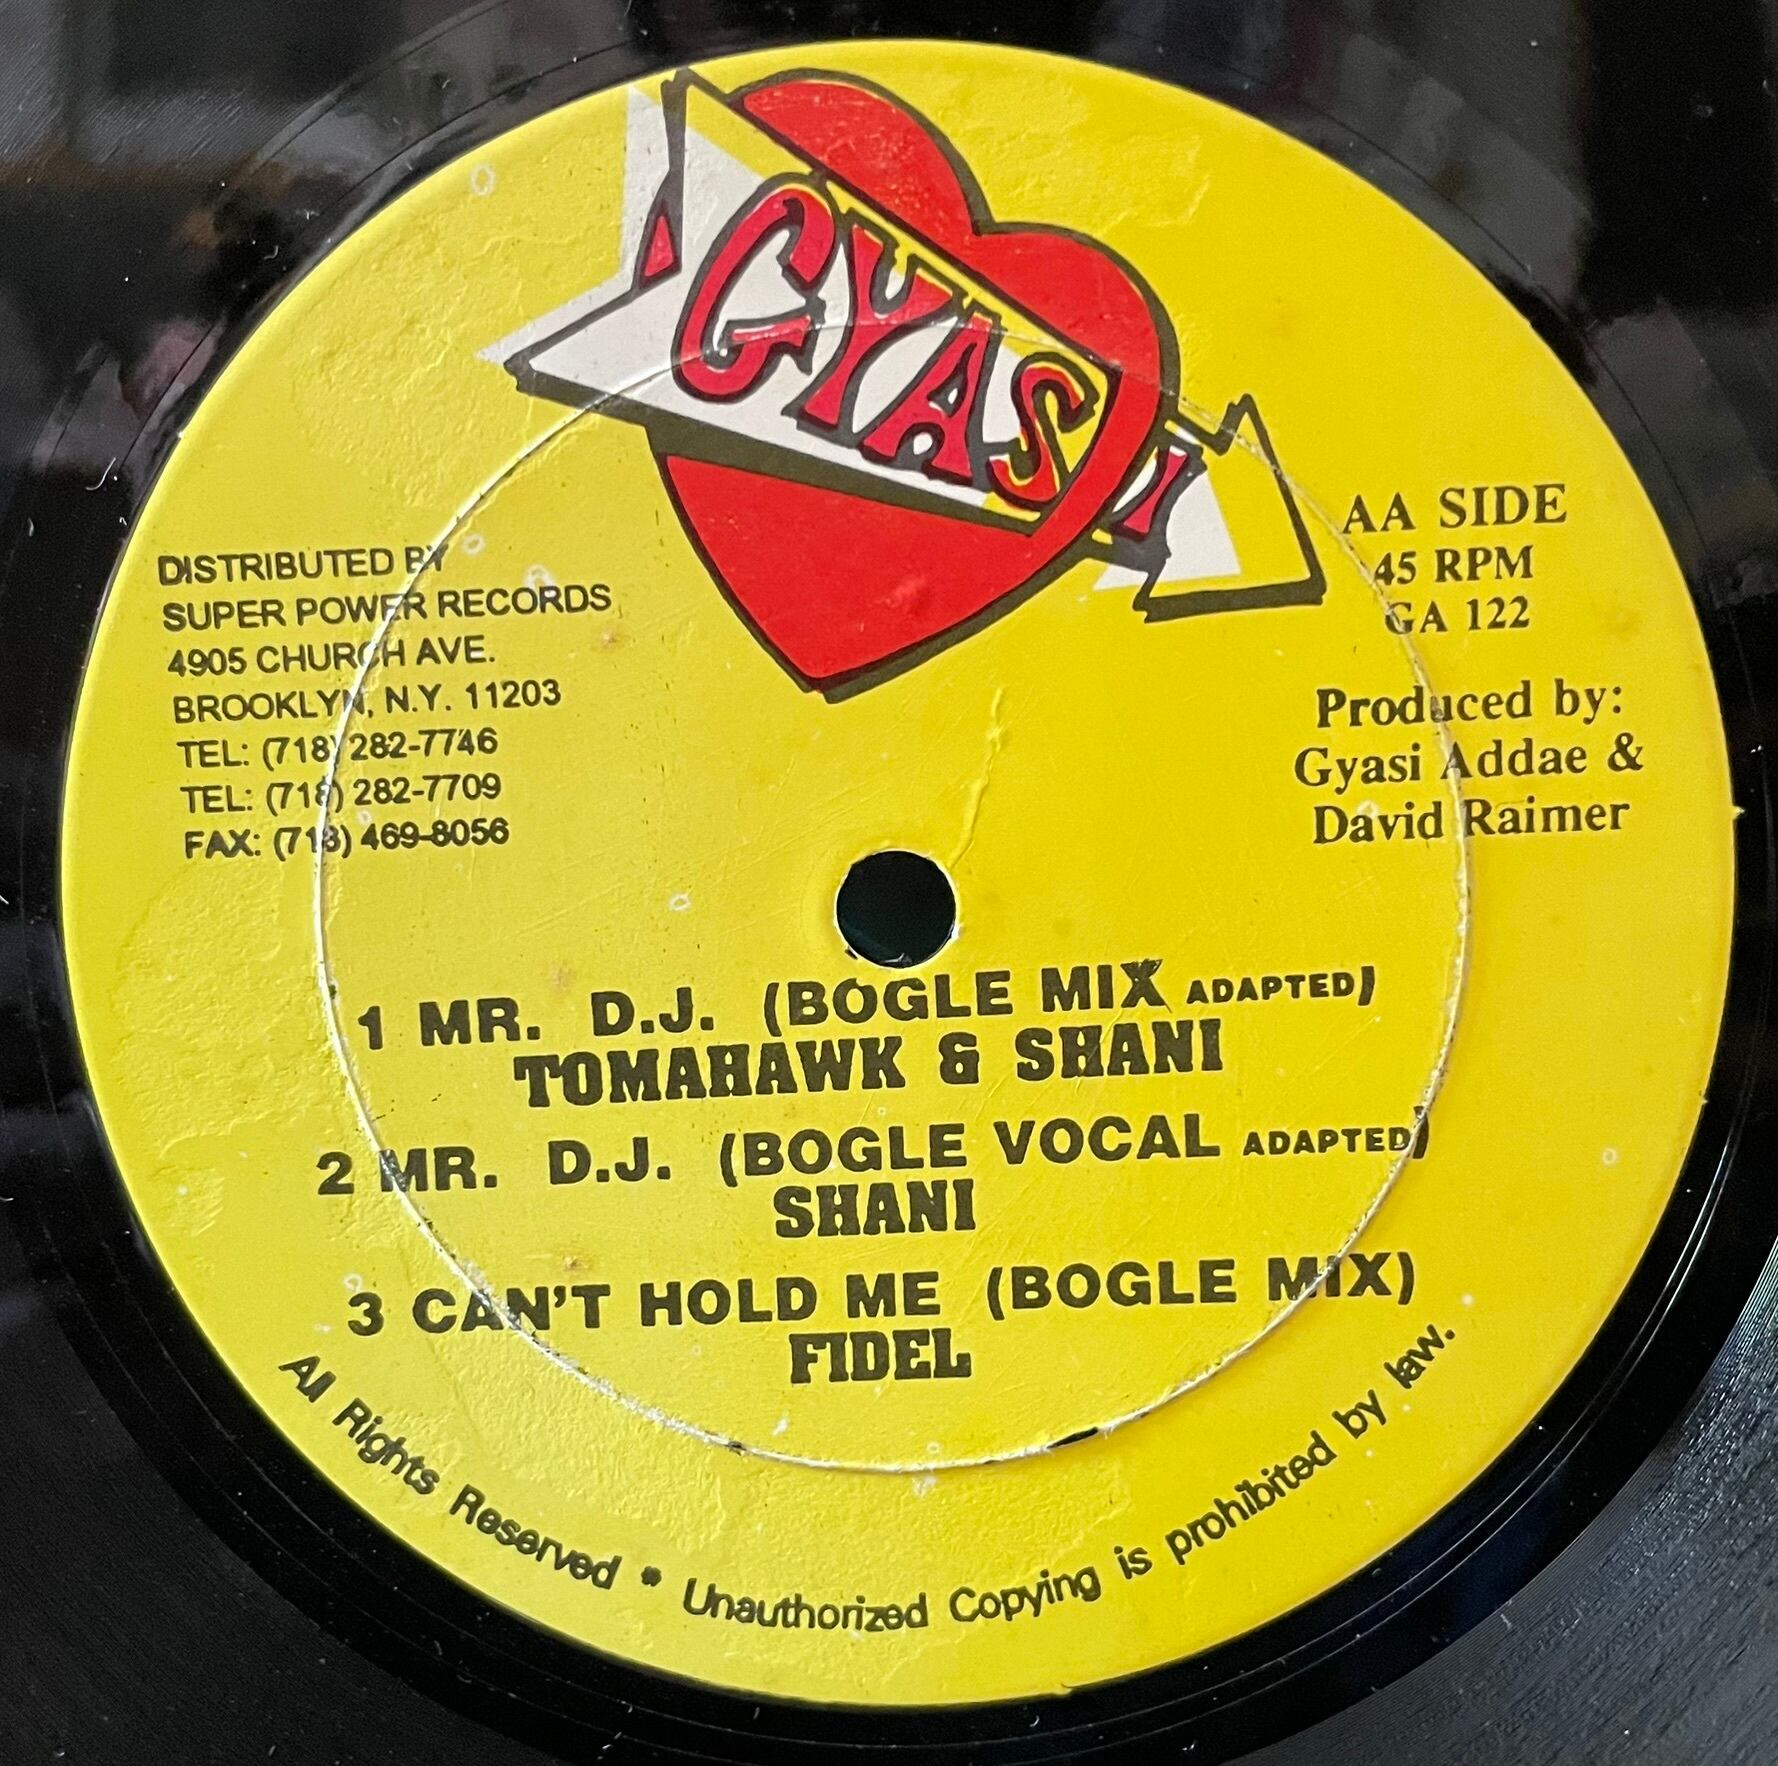 GYASI
DISTRIBUTED BY
SUPER POWER RECORDS
4905 CHURCH AVE.
BROOKLYN, N.Y. 11203
TEL: (718) 282-7746
TEL: (718) 282-7709
FAX: (718) 469-8056
AA SIDE
45 RPM
GA 122
Produced by:
Gyasi Addae &
David Raimer
1 MR. D.J. (BOGLE MIX ADAPTED)
TOMAHAWK & SHANI
2 MR. D.J. (BOGLE VOCAL ADAPTED)
SHANI
3 CAN'T HOLD ME (BOGLE MIX)
FIDEL
All Rights Reserved * Unauthorized Copying is prohibited by law.